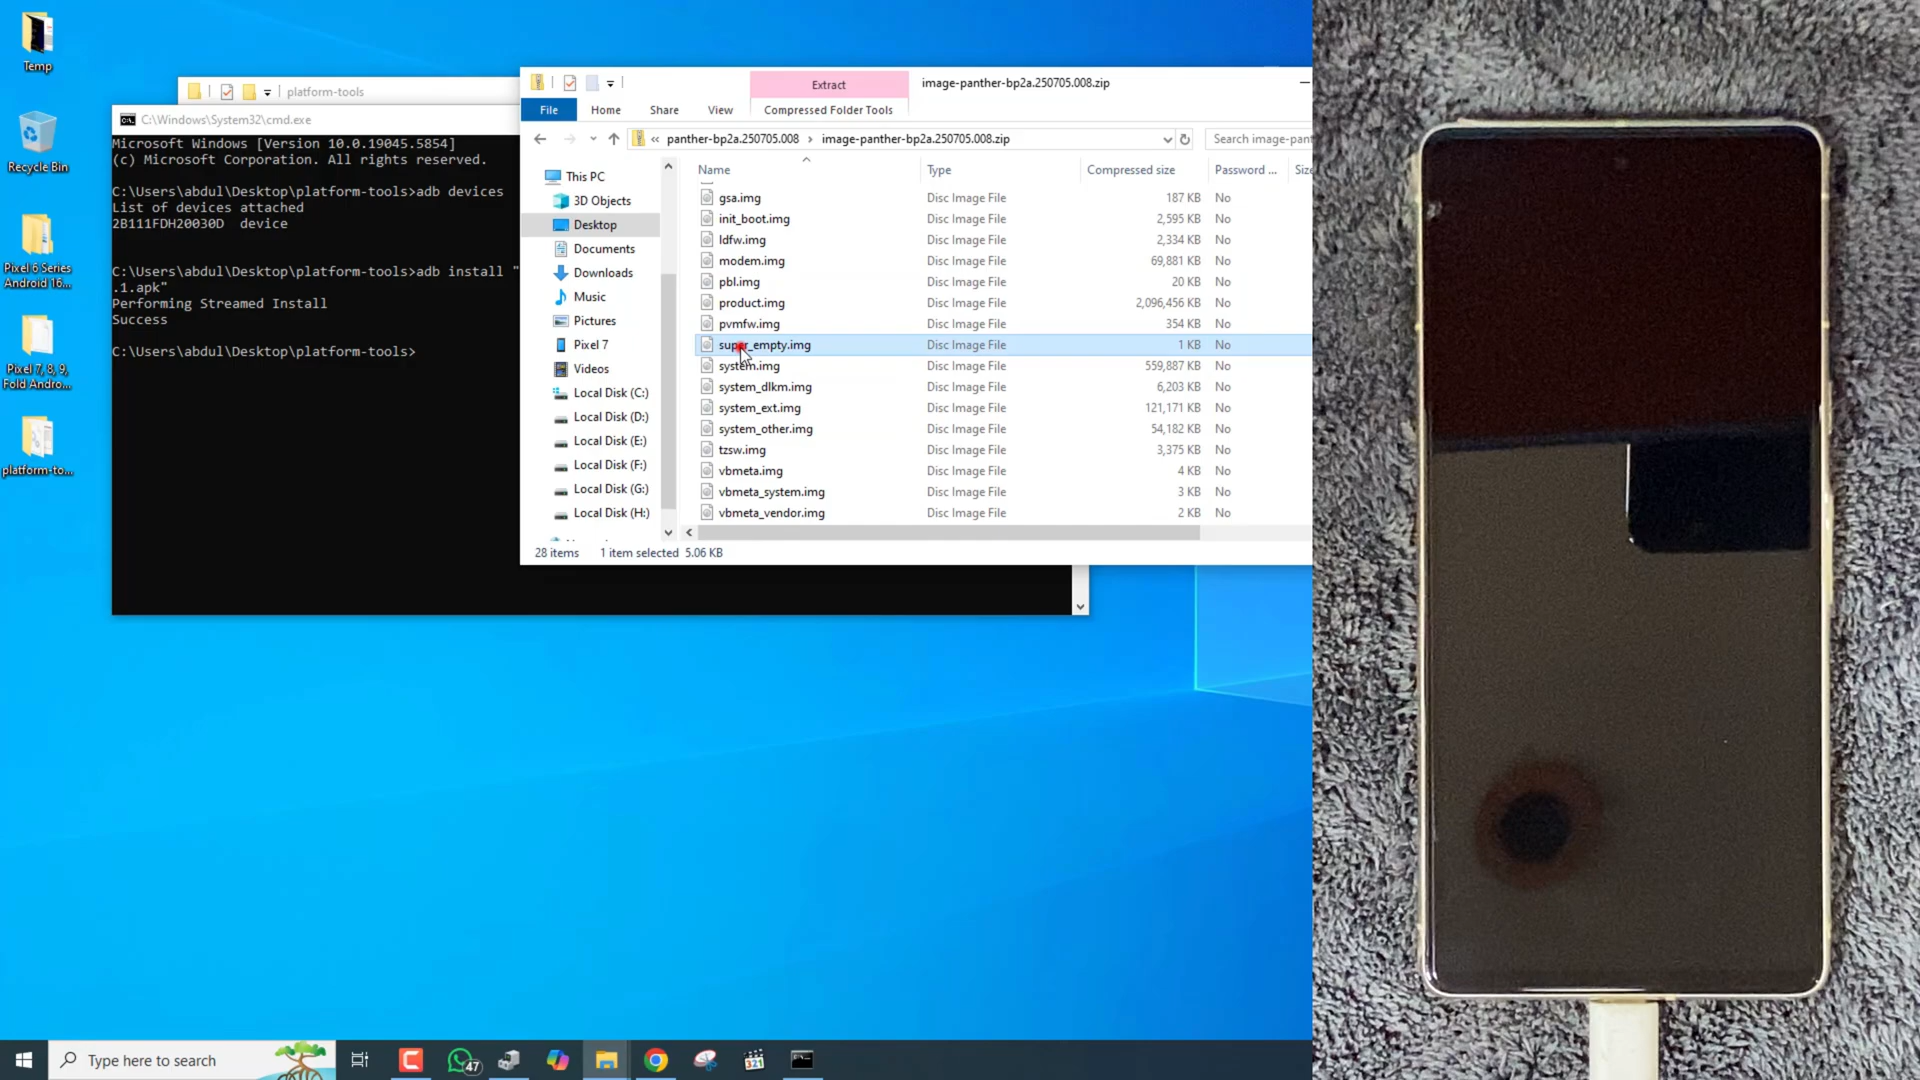 Temp
Recycle Bin
Pixel 6 Series
Android 16...
Pixel 7, 8, 9,
Fold Andro...
platform-to...
platform-tools
C:\Windows\System32\cmd.exe
Microsoft Windows [Version 10.0.19045.5854]
(c) Microsoft Corporation. All rights reserved.
C:\Users\abdul\Desktop\platform-tools>adb devices
List of devices attached
2B111FDH20030D device
C:\Users\abdul\Desktop\platform-tools>adb install "
.1.apk"
Performing Streamed Install
Success
C:\Users\abdul\Desktop\platform-tools>
Extract
image-panther-bp2a.250705.008.zip
File
Home
Share
View
Compressed Folder Tools
« panther-bp2a.250705.008 › image-panther-bp2a.250705.008.zip
Search image-pant
This PC
3D Objects
Desktop
Documents
Downloads
Music
Pictures
Pixel 7
Videos
Local Disk (C:)
Local Disk (D:)
Local Disk (E:)
Local Disk (F:)
Local Disk (G:)
Local Disk (H:)
Name Type Compressed size Password ... Size
gsa.img Disc Image File 187 KB No
init_boot.img Disc Image File 2,595 KB No
ldfw.img Disc Image File 2,334 KB No
modem.img Disc Image File 69,881 KB No
pbl.img Disc Image File 20 KB No
product.img Disc Image File 2,096,456 KB No
pvmfw.img Disc Image File 354 KB No
super_empty.img Disc Image File 1 KB No
system.img Disc Image File 559,887 KB No
system_dlkm.img Disc Image File 6,203 KB No
system_ext.img Disc Image File 121,171 KB No
system_other.img Disc Image File 54,182 KB No
tzsw.img Disc Image File 3,375 KB No
vbmeta.img Disc Image File 4 KB No
vbmeta_system.img Disc Image File 3 KB No
vbmeta_vendor.img Disc Image File 2 KB No
28 items 1 item selected 5.06 KB
Type here to search
47
321